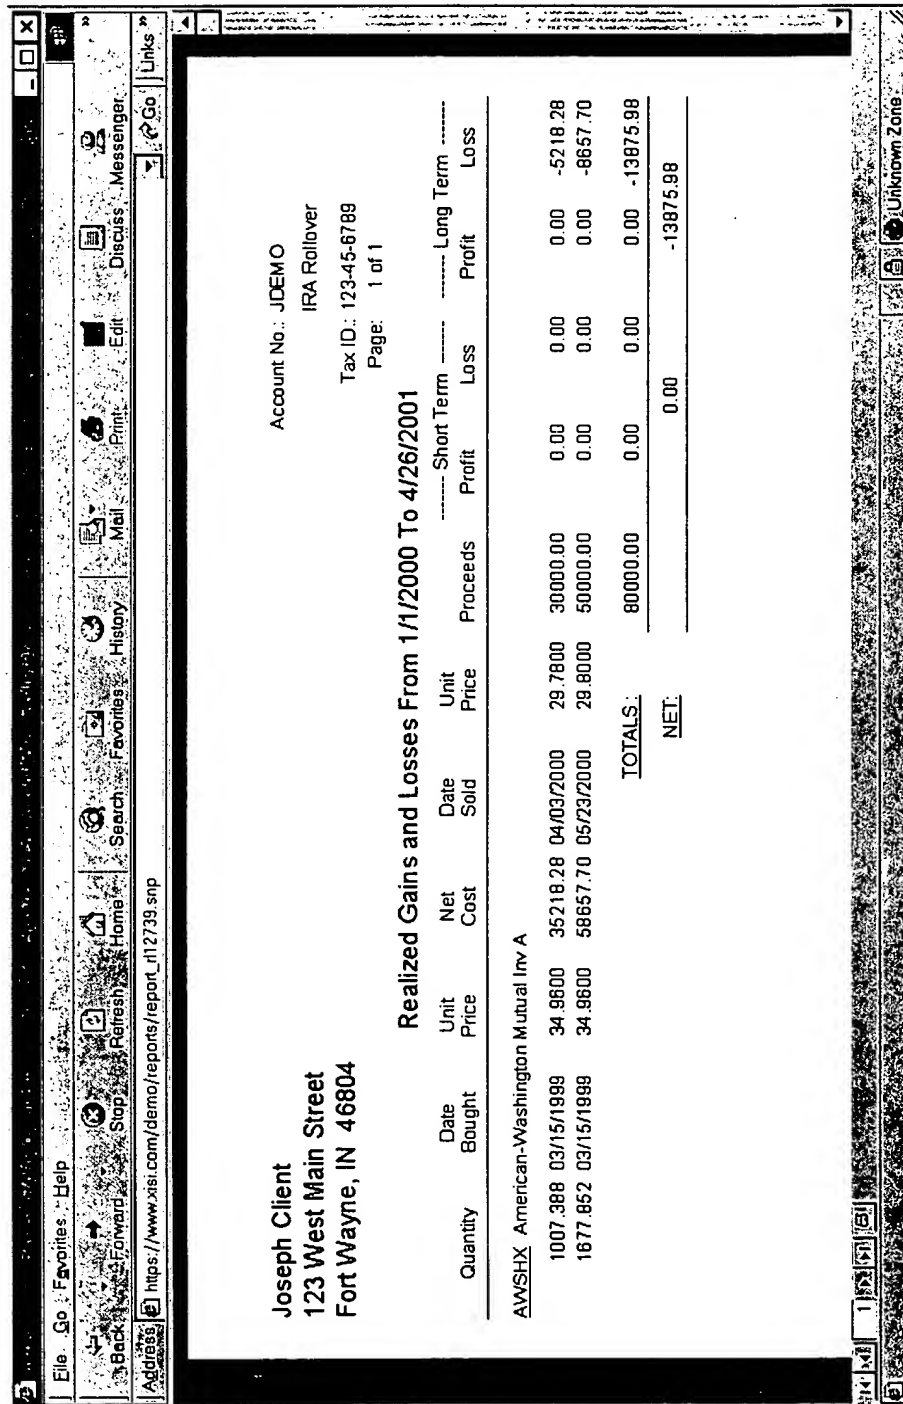 File Go Favorites Help
Back Forward Stop Refresh Home Search Favorites History Mail Print Edit Discuss Messenger
Address https://www.xisi.com/demo/reports/report_rl12739.snp Go Links »
Joseph Client
123 West Main Street
Fort Wayne, IN 46804
Account No.: JDEMO
IRA Rollover
Tax ID.: 123-45-6789
Page: 1 of 1
Realized Gains and Losses From 1/1/2000 To 4/26/2001
------ Short Term ------ ------ Long Term ------
Quantity Date Bought Unit Price Net Cost Date Sold Unit Price Proceeds Profit Loss Profit Loss
AWSHX American-Washington Mutual Inv A
1007.388 03/15/1999 34.9600 35218.28 04/03/2000 29.7800 30000.00 0.00 0.00 0.00 -5218.28
1677.852 03/15/1999 34.9600 58657.70 05/23/2000 29.8000 50000.00 0.00 0.00 0.00 -8657.70
TOTALS: 80000.00 0.00 0.00 0.00 -13875.98
NET: 0.00 -13875.98
1
Unknown Zone